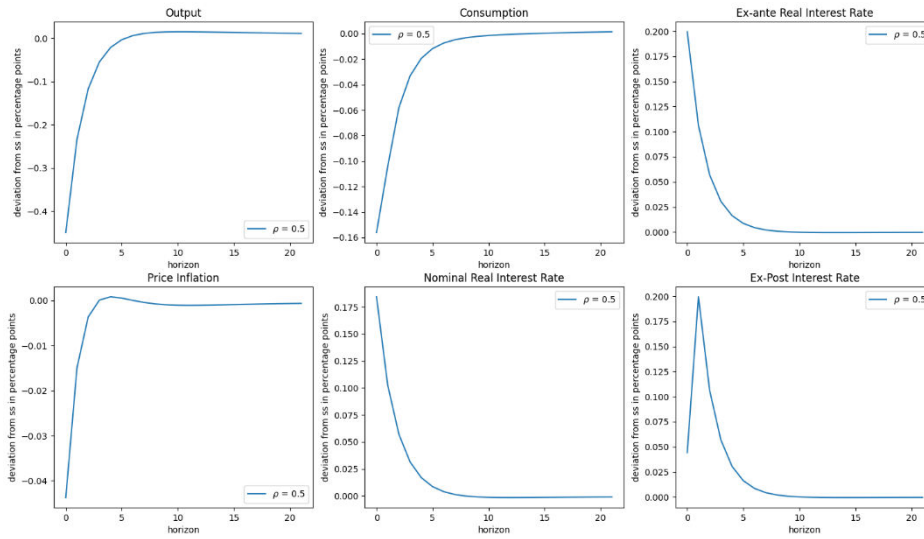 Output
deviation from ss in percentage points
0.0
−0.1
−0.2
−0.3
−0.4
ρ = 0.5
0 5 10 15 20
horizon
Consumption
deviation from ss in percentage points
0.00
−0.02
−0.04
−0.06
−0.08
−0.10
−0.12
−0.14
−0.16
ρ = 0.5
0 5 10 15 20
horizon
Ex-ante Real Interest Rate
deviation from ss in percentage points
0.200
0.175
0.150
0.125
0.100
0.075
0.050
0.025
0.000
ρ = 0.5
0 5 10 15 20
horizon
Price Inflation
deviation from ss in percentage points
0.00
−0.01
−0.02
−0.03
−0.04
ρ = 0.5
0 5 10 15 20
horizon
Nominal Real Interest Rate
deviation from ss in percentage points
0.175
0.150
0.125
0.100
0.075
0.050
0.025
0.000
ρ = 0.5
0 5 10 15 20
horizon
Ex-Post Interest Rate
deviation from ss in percentage points
0.200
0.175
0.150
0.125
0.100
0.075
0.050
0.025
0.000
ρ = 0.5
0 5 10 15 20
horizon